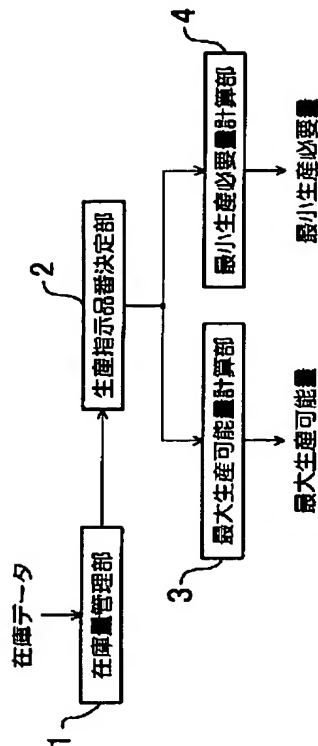 在庫データ
1
在庫量管理部
2
生産指示品番決定部
3
最大生産可能量計算部
4
最小生産必要量計算部
最大生産可能量
最小生産必要量